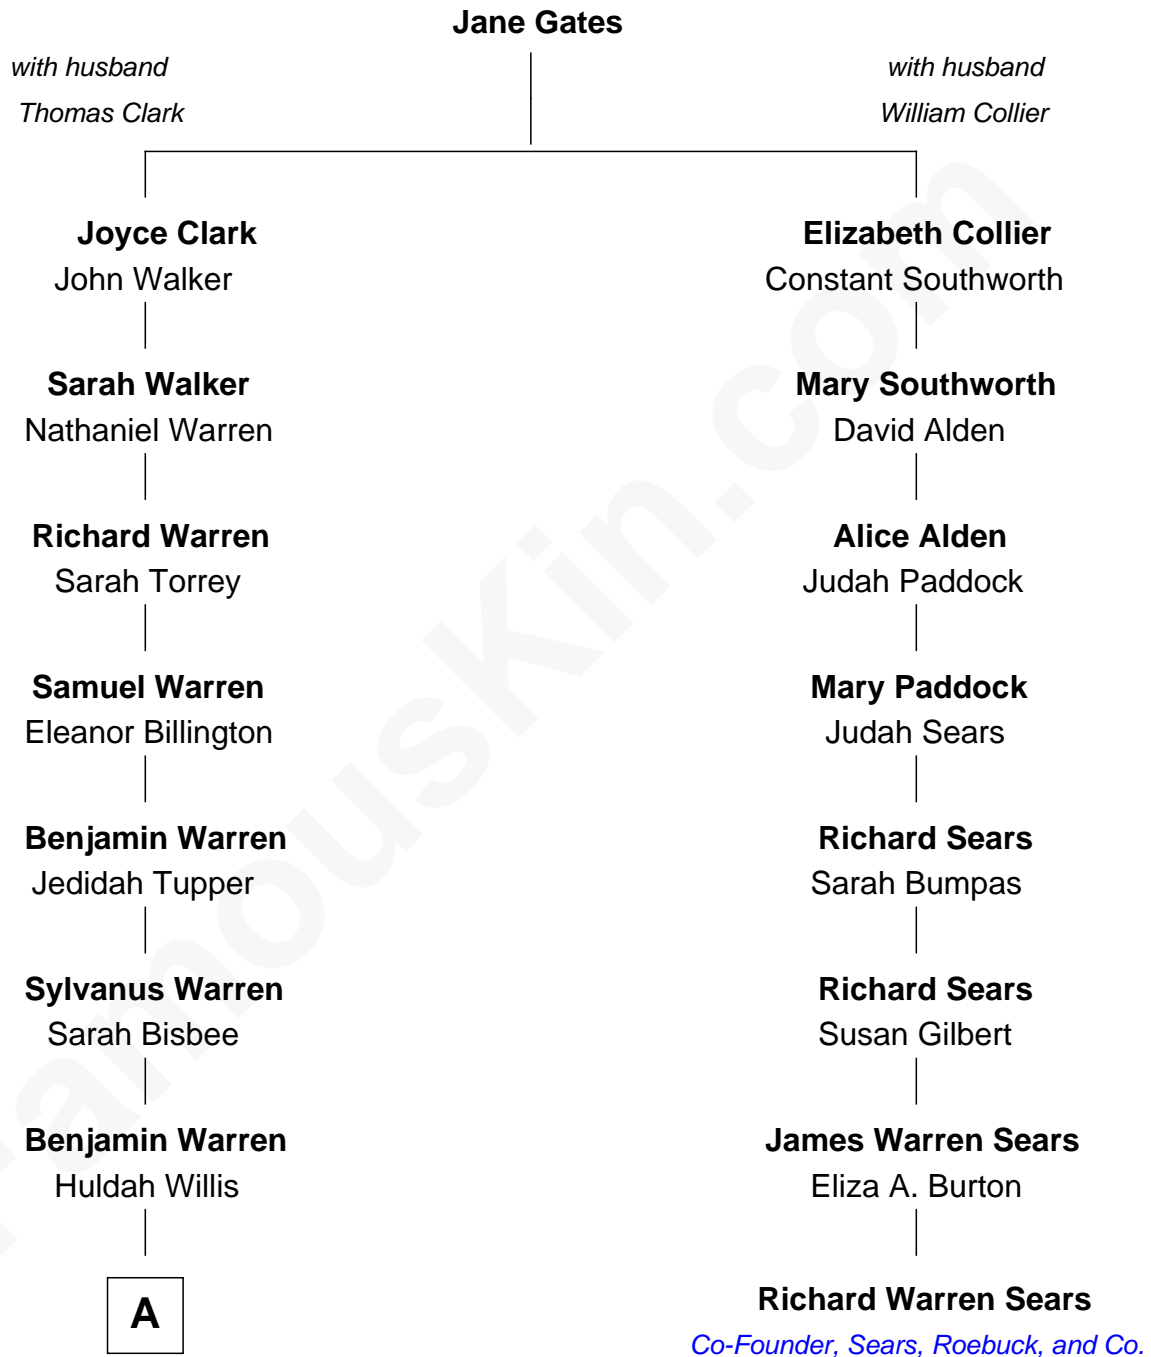 Jane Gates
with husband
Thomas Clark
with husband
William Collier
Joyce Clark
John Walker
Sarah Walker
Nathaniel Warren
Richard Warren
Sarah Torrey
Samuel Warren
Eleanor Billington
Benjamin Warren
Jedidah Tupper
Sylvanus Warren
Sarah Bisbee
Benjamin Warren
Huldah Willis
A
Elizabeth Collier
Constant Southworth
Mary Southworth
David Alden
Alice Alden
Judah Paddock
Mary Paddock
Judah Sears
Richard Sears
Sarah Bumpas
Richard Sears
Susan Gilbert
James Warren Sears
Eliza A. Burton
Richard Warren Sears
Co-Founder, Sears, Roebuck, and Co.
FamousKin.com